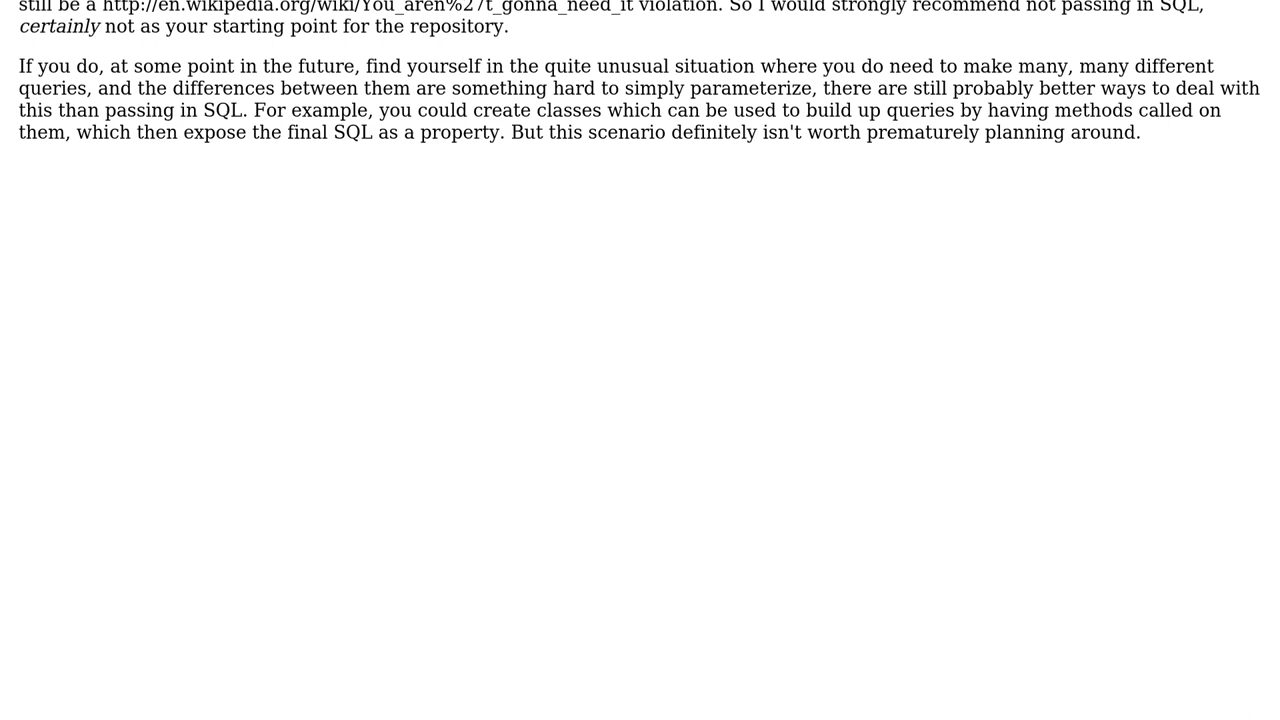 still be a http://en.wikipedia.org/wiki/You_aren%27t_gonna_need_it violation. So I would strongly recommend not passing in SQL,
certainly not as your starting point for the repository.
If you do, at some point in the future, find yourself in the quite unusual situation where you do need to make many, many different
queries, and the differences between them are something hard to simply parameterize, there are still probably better ways to deal with
this than passing in SQL. For example, you could create classes which can be used to build up queries by having methods called on
them, which then expose the final SQL as a property. But this scenario definitely isn't worth prematurely planning around.